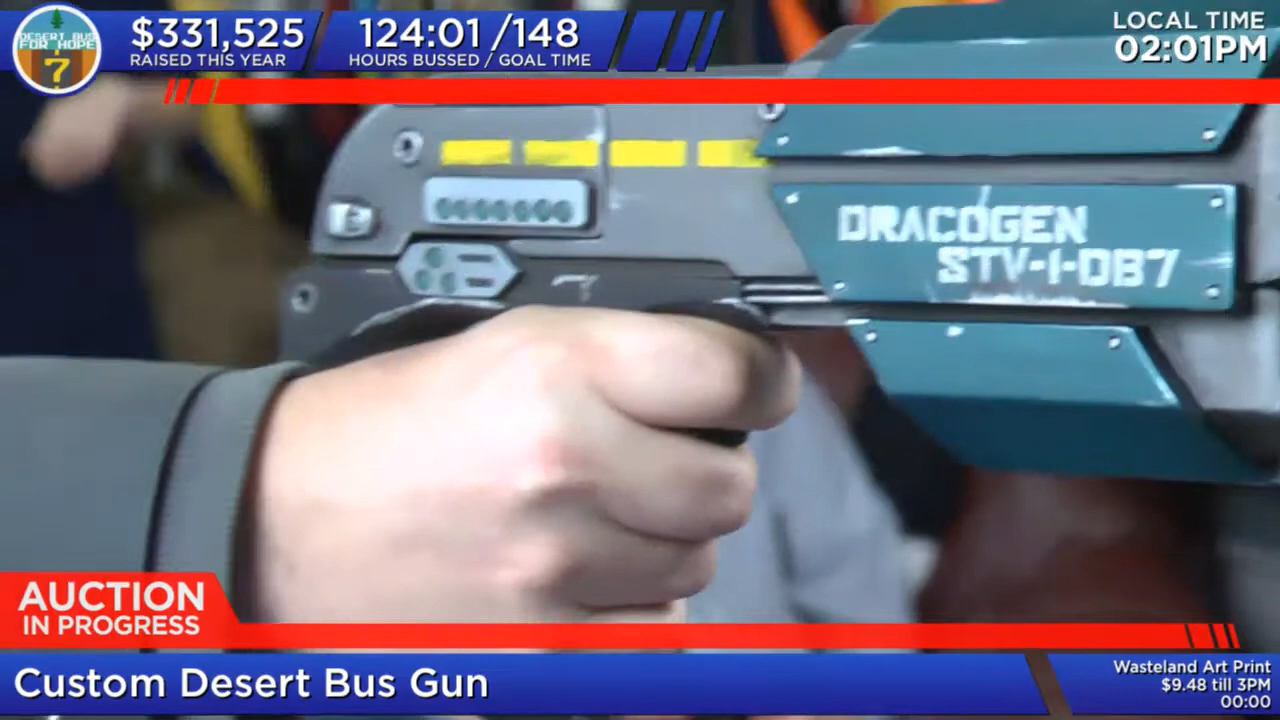 DESERT BUS
FOR HOPE
7
$331,525
RAISED THIS YEAR
124:01 /148
HOURS BUSSED / GOAL TIME
LOCAL TIME
02:01PM
DRACOGEN
STV-1-DB7
AUCTION
IN PROGRESS
Custom Desert Bus Gun
Wasteland Art Print
$9.48 till 3PM
00:00